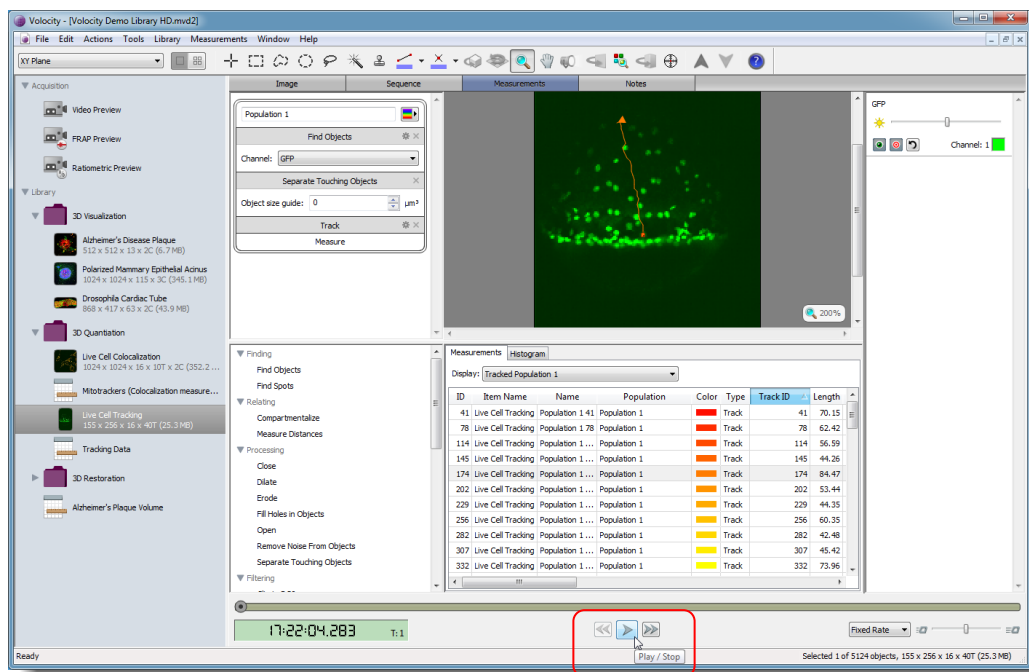 Volocity - [Volocity Demo Library HD.mvd2]
File Edit Actions Tools Library Measurements Window Help
XY Plane
Acquisition
Video Preview
FRAP Preview
Ratiometric Preview
Library
3D Visualization
Alzheimer's Disease Plaque
512 x 512 x 13 x 2C (6.7 MB)
Polarized Mammary Epithelial Acinus
1024 x 1024 x 115 x 3C (345.1 MB)
Drosophila Cardiac Tube
868 x 417 x 63 x 2C (43.9 MB)
3D Quantiation
Live Cell Colocalization
1024 x 1024 x 16 x 10T x 2C (352.2 ...
Mitotrackers (Colocalization measure...
Live Cell Tracking
155 x 256 x 16 x 40T (25.3 MB)
Tracking Data
3D Restoration
Alzheimer's Plaque Volume
Image Sequence Measurements Notes
Population 1
Find Objects
Channel: GFP
Separate Touching Objects
Object size guide: 0 µm³
Track
Measure
200%
GFP
Channel: 1
Finding
Find Objects
Find Spots
Relating
Compartmentalize
Measure Distances
Processing
Close
Dilate
Erode
Fill Holes in Objects
Open
Remove Noise From Objects
Separate Touching Objects
Filtering
Measurements Histogram
Display: Tracked Population 1
ID Item Name Name Population Color Type Track ID Length
41 Live Cell Tracking Population 1 41 Population 1 Track 41 70.15
78 Live Cell Tracking Population 1 78 Population 1 Track 78 62.42
114 Live Cell Tracking Population 1 ... Population 1 Track 114 56.59
145 Live Cell Tracking Population 1 ... Population 1 Track 145 44.26
174 Live Cell Tracking Population 1 ... Population 1 Track 174 84.47
202 Live Cell Tracking Population 1 ... Population 1 Track 202 53.44
229 Live Cell Tracking Population 1 ... Population 1 Track 229 44.35
256 Live Cell Tracking Population 1 ... Population 1 Track 256 60.35
282 Live Cell Tracking Population 1 ... Population 1 Track 282 42.48
307 Live Cell Tracking Population 1 ... Population 1 Track 307 45.42
332 Live Cell Tracking Population 1 ... Population 1 Track 332 73.96
17:22:04.283 T: 1
Fixed Rate
Play / Stop
Ready
Selected 1 of 5124 objects, 155 x 256 x 16 x 40T (25.3 MB)